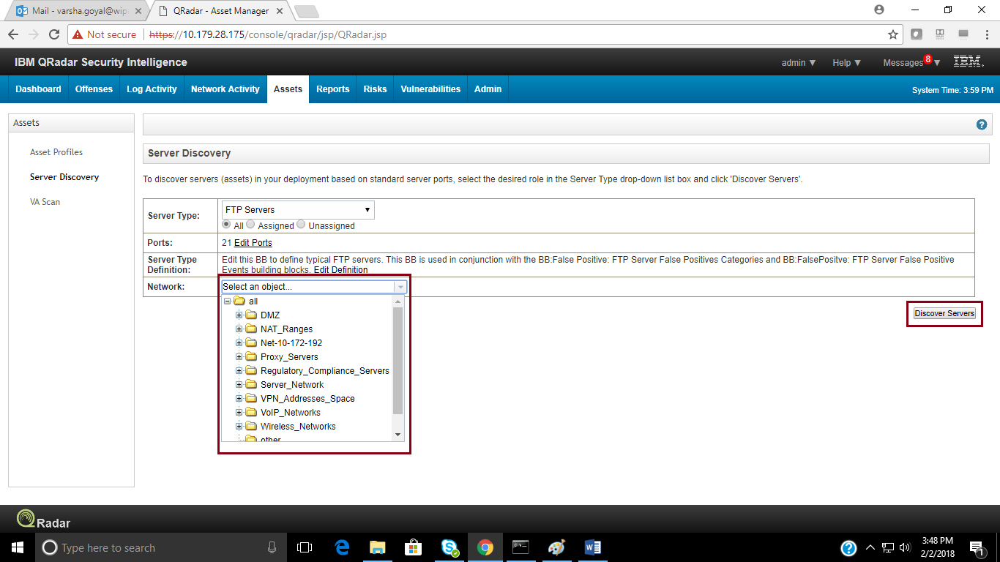 Mail - varsha.goyal@wip
QRadar - Asset Manager
Not secure https://10.179.28.175/console/qradar/jsp/QRadar.jsp
IBM QRadar Security Intelligence
admin ▼ Help ▼ Messages 8 ▼ IBM.
Dashboard Offenses Log Activity Network Activity Assets Reports Risks Vulnerabilities Admin System Time: 3:59 PM
Assets
?
Asset Profiles
Server Discovery
VA Scan
Server Discovery
To discover servers (assets) in your deployment based on standard server ports, select the desired role in the Server Type drop-down list box and click 'Discover Servers'.
Server Type: FTP Servers
All Assigned Unassigned
Ports: 21 Edit Ports
Server Type Definition: Edit this BB to define typical FTP servers. This BB is used in conjunction with the BB:False Positive: FTP Server False Positives Categories and BB:FalsePositve: FTP Server False Positive
Events building blocks. Edit Definition
Network: Select an object...
all
DMZ
NAT_Ranges
Net-10-172-192
Proxy_Servers
Regulatory_Compliance_Servers
Server_Network
VPN_Addresses_Space
VoIP_Networks
Wireless_Networks
other
Discover Servers
QRadar
Type here to search
3:48 PM
2/2/2018
1